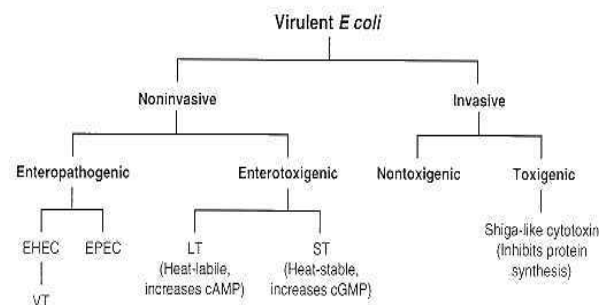 Virulent E coli
Noninvasive
Invasive
Enteropathogenic
Enterotoxigenic
Nontoxigenic
Toxigenic
EHEC
EPEC
LT
(Heat-labile,
increases cAMP)
ST
(Heat-stable,
increases cGMP)
Shiga-like cytotoxin
(Inhibits protein
synthesis)
VT